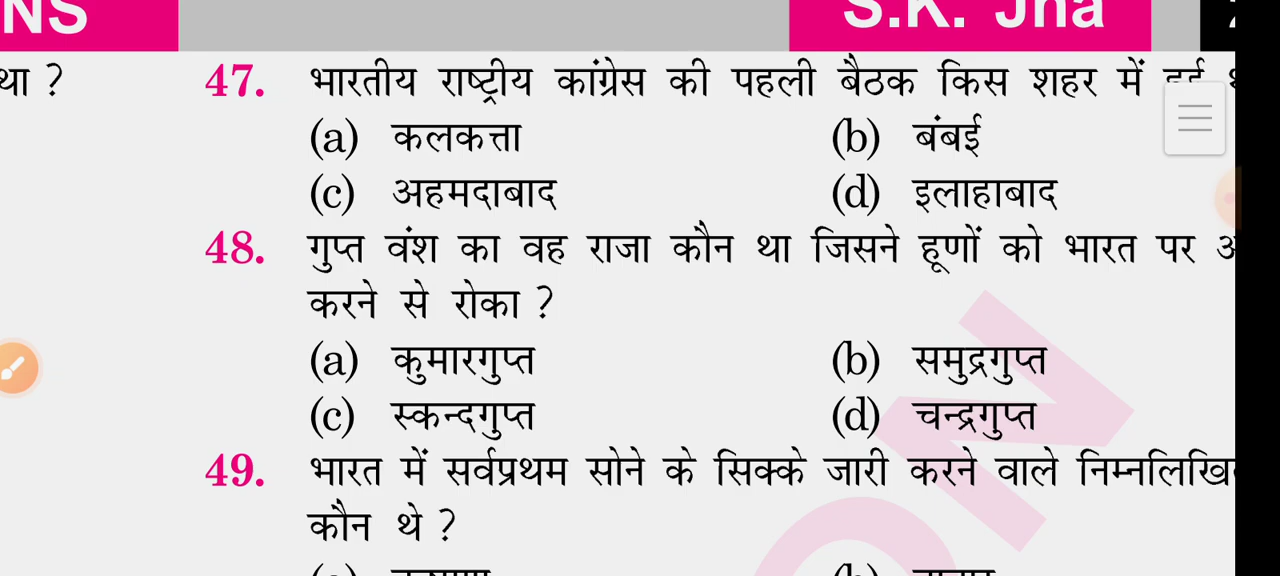 NS
S.K. Jha
था ?
47. भारतीय राष्ट्रीय कांग्रेस की पहली बैठक किस शहर में हुई
(a) कलकत्ता (b) बंबई
(c) अहमदाबाद (d) इलाहाबाद
48. गुप्त वंश का वह राजा कौन था जिसने हूणों को भारत पर
करने से रोका ?
(a) कुमारगुप्त (b) समुद्रगुप्त
(c) स्कन्दगुप्त (d) चन्द्रगुप्त
49. भारत में सर्वप्रथम सोने के सिक्के जारी करने वाले
कौन थे ?